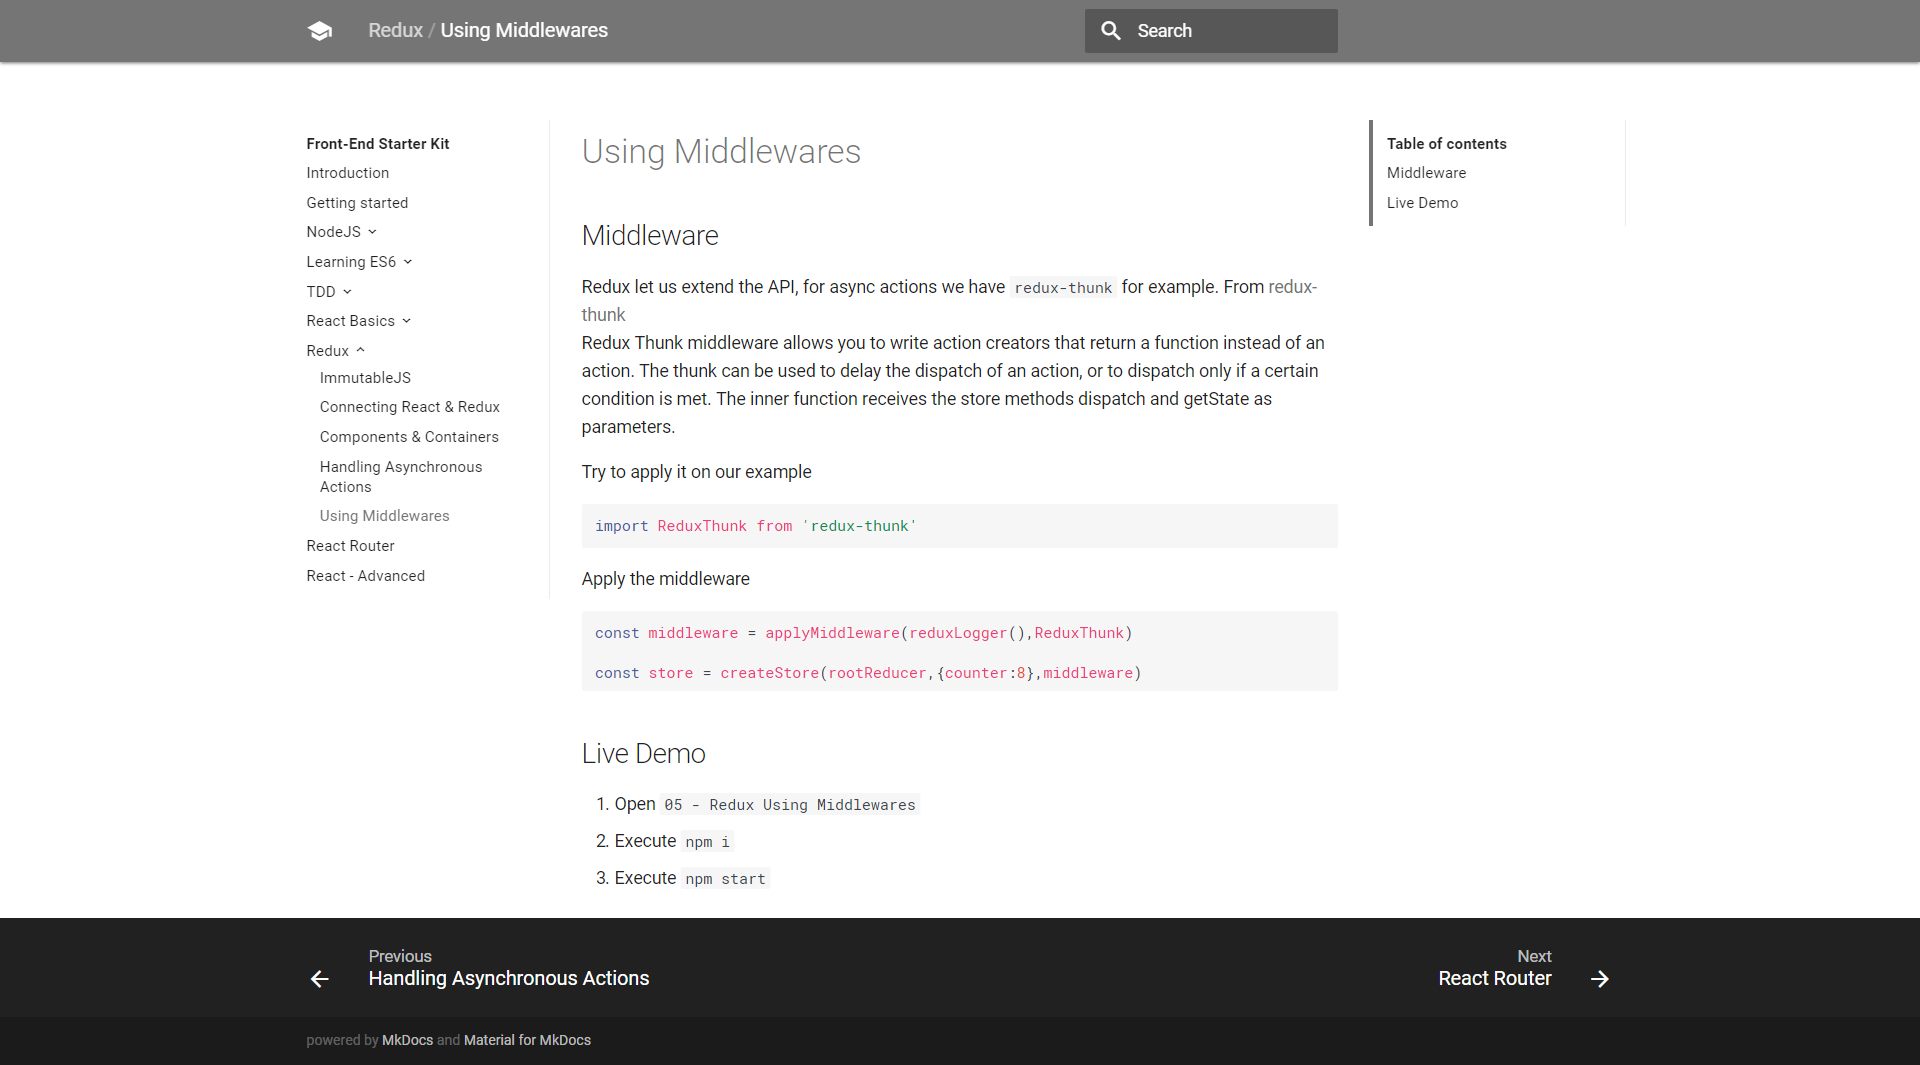 Redux / Using Middlewares
Search
Front-End Starter Kit
Introduction
Getting started
NodeJS
Learning ES6
TDD
React Basics
Redux
ImmutableJS
Connecting React & Redux
Components & Containers
Handling Asynchronous
Actions
Using Middlewares
React Router
React - Advanced
Using Middlewares
Middleware
Redux let us extend the API, for async actions we have redux-thunk for example. From redux-
thunk
Redux Thunk middleware allows you to write action creators that return a function instead of an
action. The thunk can be used to delay the dispatch of an action, or to dispatch only if a certain
condition is met. The inner function receives the store methods dispatch and getState as
parameters.
Try to apply it on our example
import ReduxThunk from 'redux-thunk'
Apply the middleware
const middleware = applyMiddleware(reduxLogger(),ReduxThunk)
const store = createStore(rootReducer,{counter:8},middleware)
Live Demo
1. Open 05 - Redux Using Middlewares
2. Execute npm i
3. Execute npm start
Table of contents
Middleware
Live Demo
Previous
Handling Asynchronous Actions
Next
React Router
powered by MkDocs and Material for MkDocs